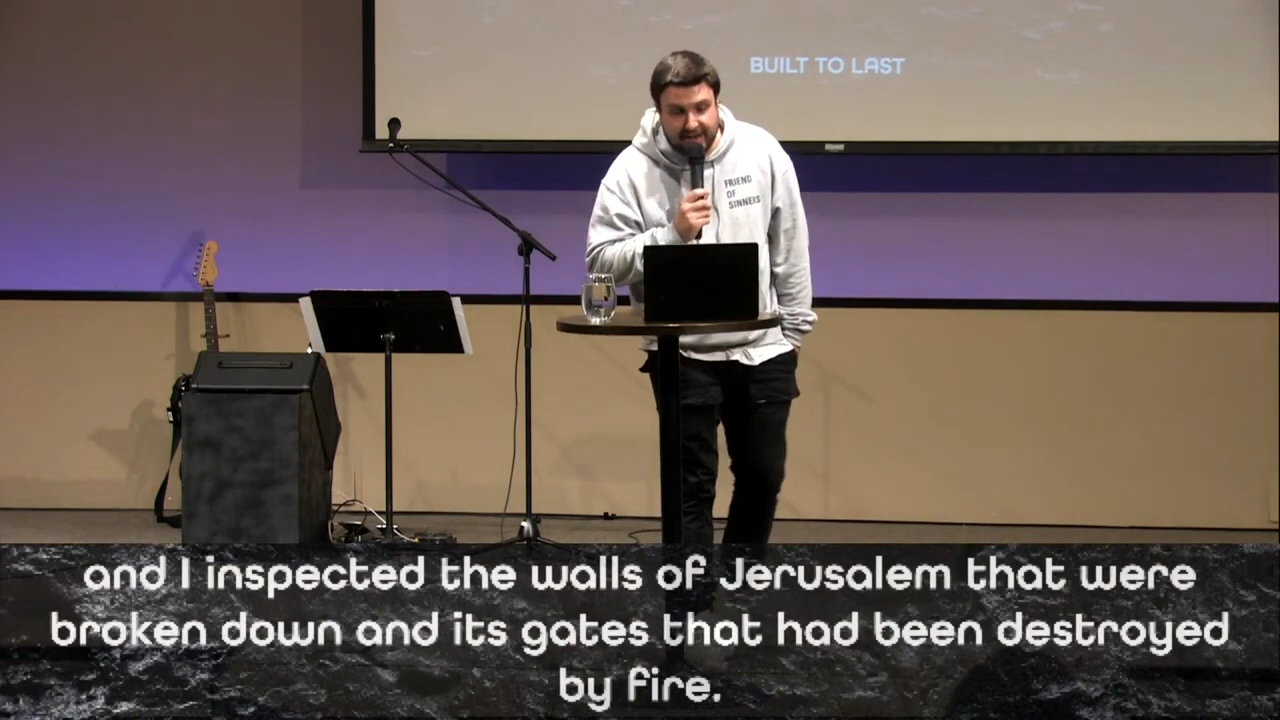 BUILT TO LAST
FRIEND
OF
SINNERS
and I inspected the walls of Jerusalem that were
broken down and its gates that had been destroyed
by fire.